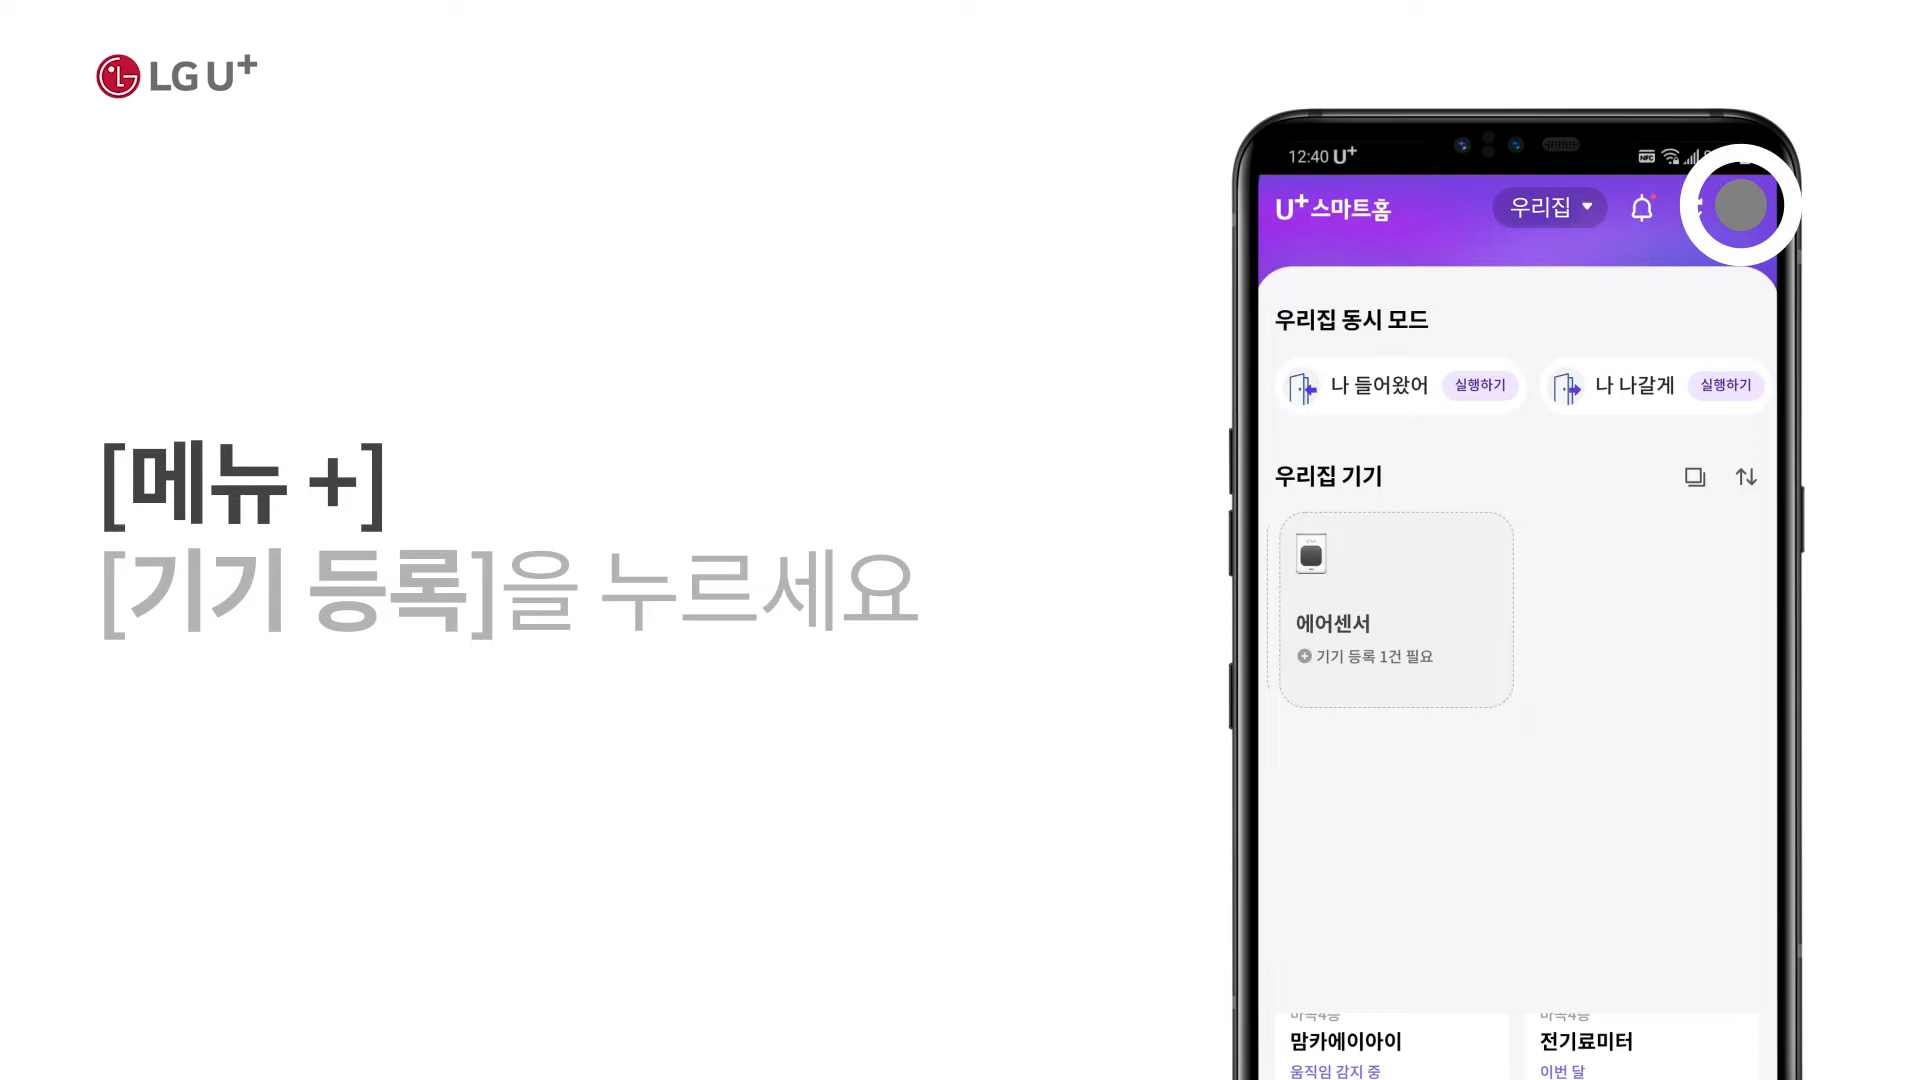 LG U+
[메뉴 +]
[기기 등록]을 누르세요
12:40 U+
NFC
U+스마트홈
우리집
우리집 동시 모드
나 들어왔어 실행하기
나 나갈게 실행하기
우리집 기기
에어센서
기기 등록 1건 필요
맘카에이아이
움직임 감지 중
전기료미터
이번 달